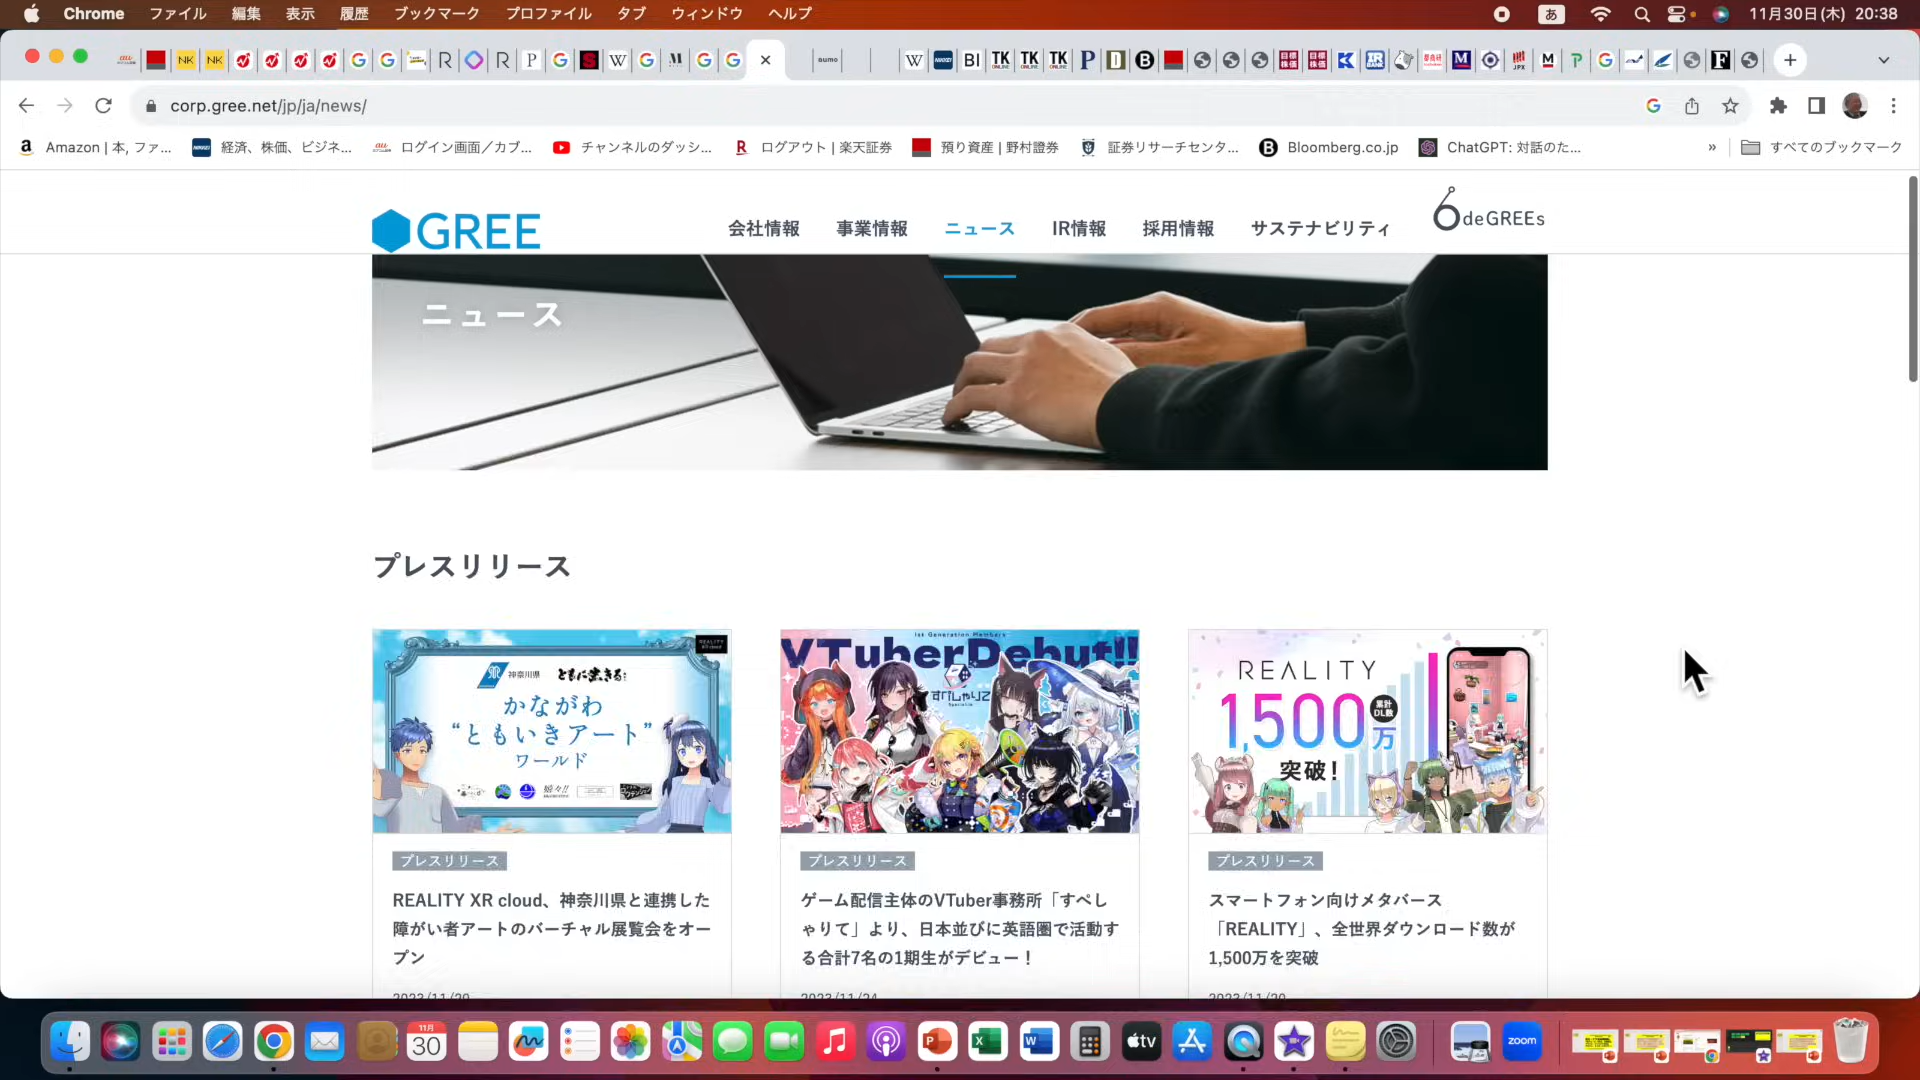 Chrome ファイル 編集 表示 履歴 ブックマーク プロファイル タブ ウィンドウ ヘルプ あ 11月30日(木) 20:38
corp.gree.net/jp/ja/news/
Amazon | 本, ファ... 経済、株価、ビジネ... ログイン画面／カブ... チャンネルのダッシ... ログアウト | 楽天証券 預り資産 | 野村證券 証券リサーチセンタ... Bloomberg.co.jp ChatGPT: 対話のた... » すべてのブックマーク
GREE 会社情報 事業情報 ニュース IR情報 採用情報 サステナビリティ 6deGREEs
ニュース
プレスリリース
神奈川県 ともに生きる
かながわ
“ともいきアート”
ワールド
1st Generation Members
VTuberDebut!!
すぺしゃりて
REALITY
1,500万
累計
DL数
突破!
プレスリリース
REALITY XR cloud、神奈川県と連携した
障がい者アートのバーチャル展覧会をオー
プン
2023/11/29
プレスリリース
ゲーム配信主体のVTuber事務所「すぺし
ゃりて」より、日本並びに英語圏で活動す
る合計7名の1期生がデビュー！
2023/11/24
プレスリリース
スマートフォン向けメタバース
「REALITY」、全世界ダウンロード数が
1,500万を突破
2023/11/20
11月
30
tv
zoom